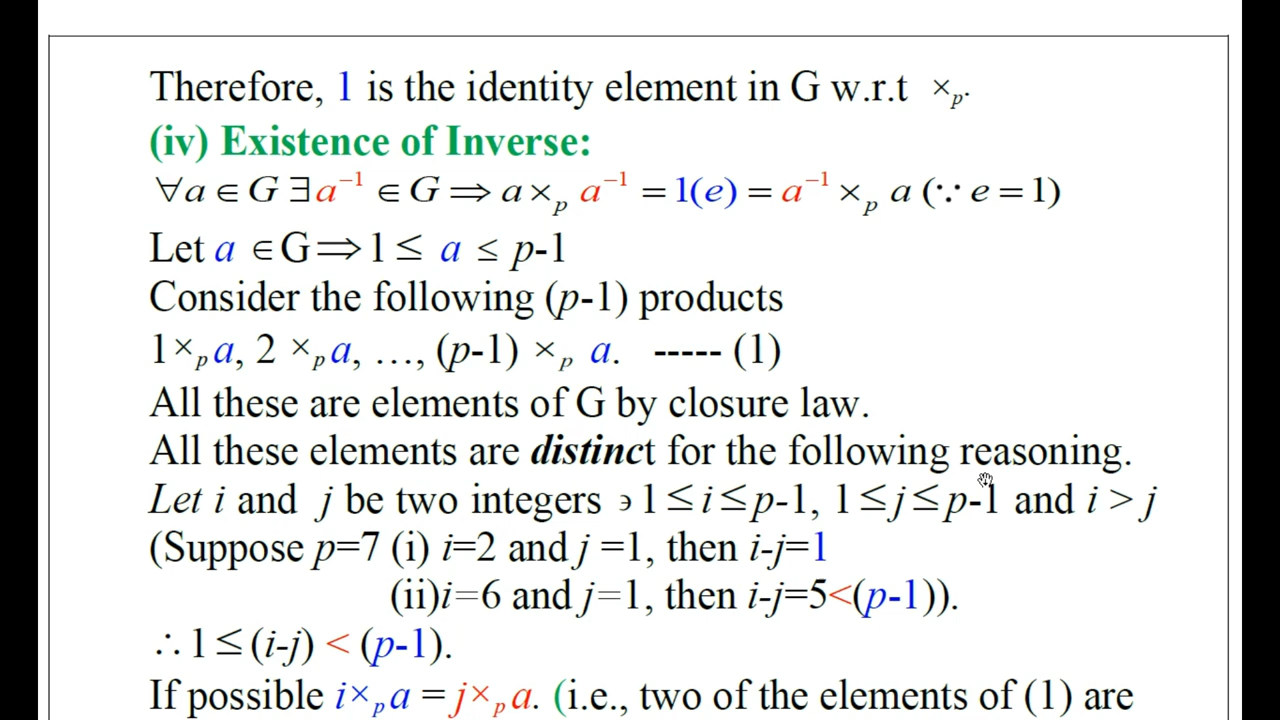 Therefore, 1 is the identity element in G w.r.t ×ₚ.
(iv) Existence of Inverse:
∀a ∈ G ∃a⁻¹ ∈ G ⟹ a ×ₚ a⁻¹ = 1(e) = a⁻¹ ×ₚ a (∵ e = 1)
Let a ∈ G ⟹ 1 ≤ a ≤ p-1
Consider the following (p-1) products
1×ₚa, 2 ×ₚa, …, (p-1) ×ₚ a. ----- (1)
All these are elements of G by closure law.
All these elements are distinct for the following reasoning.
Let i and j be two integers ∍ 1 ≤ i ≤ p-1, 1 ≤ j ≤ p-1 and i > j
(Suppose p=7 (i) i=2 and j =1, then i-j=1
(ii)i=6 and j=1, then i-j=5<(p-1)).
∴ 1 ≤ (i-j) < (p-1).
If possible i×ₚa = j×ₚa. (i.e., two of the elements of (1) are